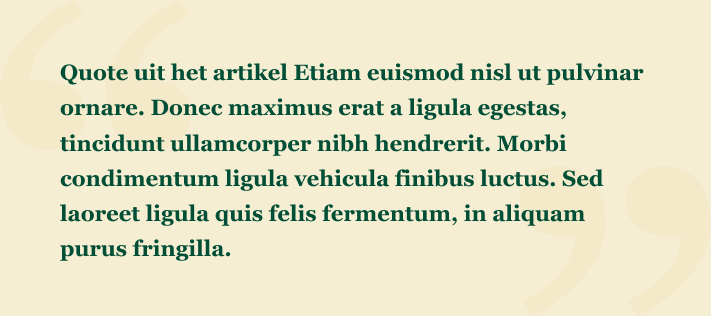 Quote uit het artikel Etiam euismod nisl ut pulvinar
ornare. Donec maximus erat a ligula egestas,
tincidunt ullamcorper nibh hendrerit. Morbi
condimentum ligula vehicula finibus luctus. Sed
laoreet ligula quis felis fermentum, in aliquam
purus fringilla.